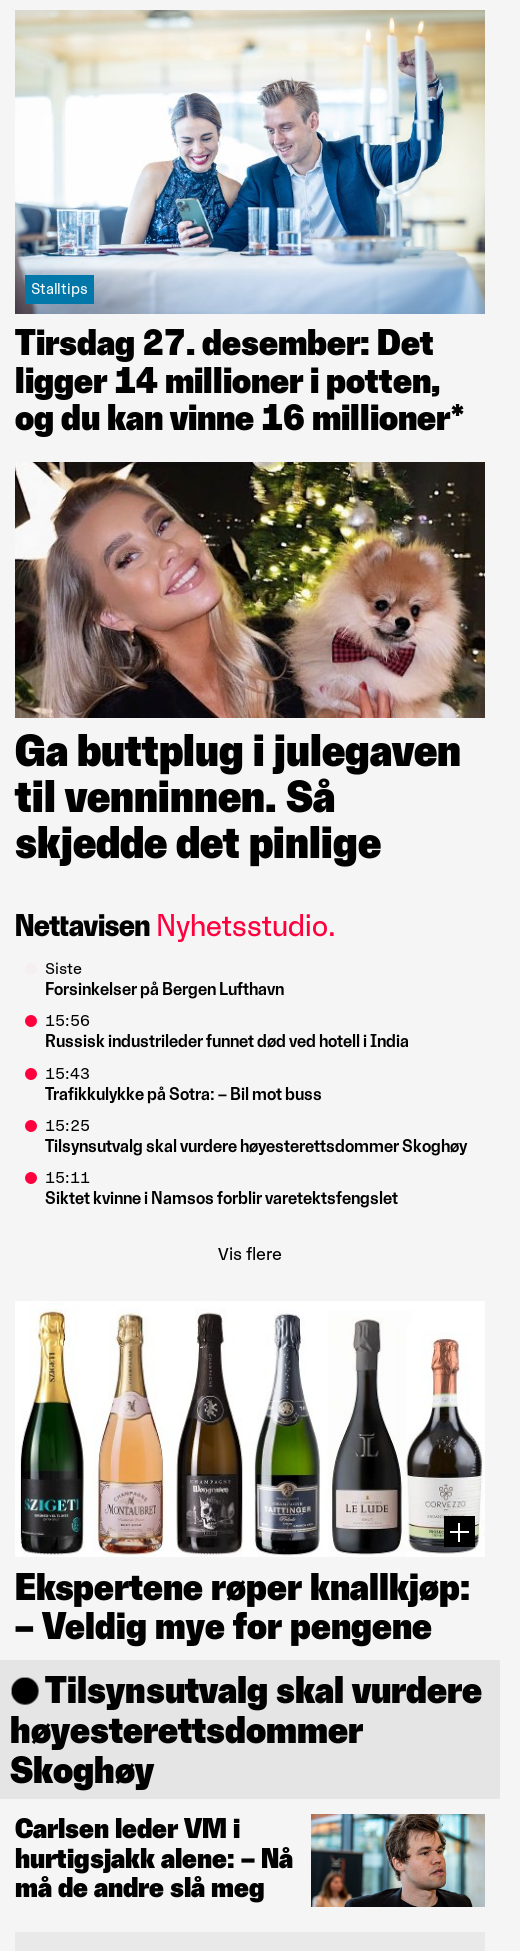 Stalltips
Tirsdag 27. desember: Det
ligger 14 millioner i potten,
og du kan vinne 16 millioner*
Ga buttplug i julegaven
til venninnen. Så
skjedde det pinlige
Nettavisen Nyhetsstudio.
Siste
Forsinkelser på Bergen Lufthavn
15:56
Russisk industrileder funnet død ved hotell i India
15:43
Trafikkulykke på Sotra: – Bil mot buss
15:25
Tilsynsutvalg skal vurdere høyesterettsdommer Skoghøy
15:11
Siktet kvinne i Namsos forblir varetektsfengslet
Vis flere
SZIGETI
CHAMPAGNE
MONTAUBRET
CHAMPAGNE
CHAMPAGNE
TAITTINGER
LE LUDE
CORVEZZO
Ekspertene røper knallkjøp:
– Veldig mye for pengene
Tilsynsutvalg skal vurdere
høyesterettsdommer
Skoghøy
Carlsen leder VM i
hurtigsjakk alene: – Nå
må de andre slå meg